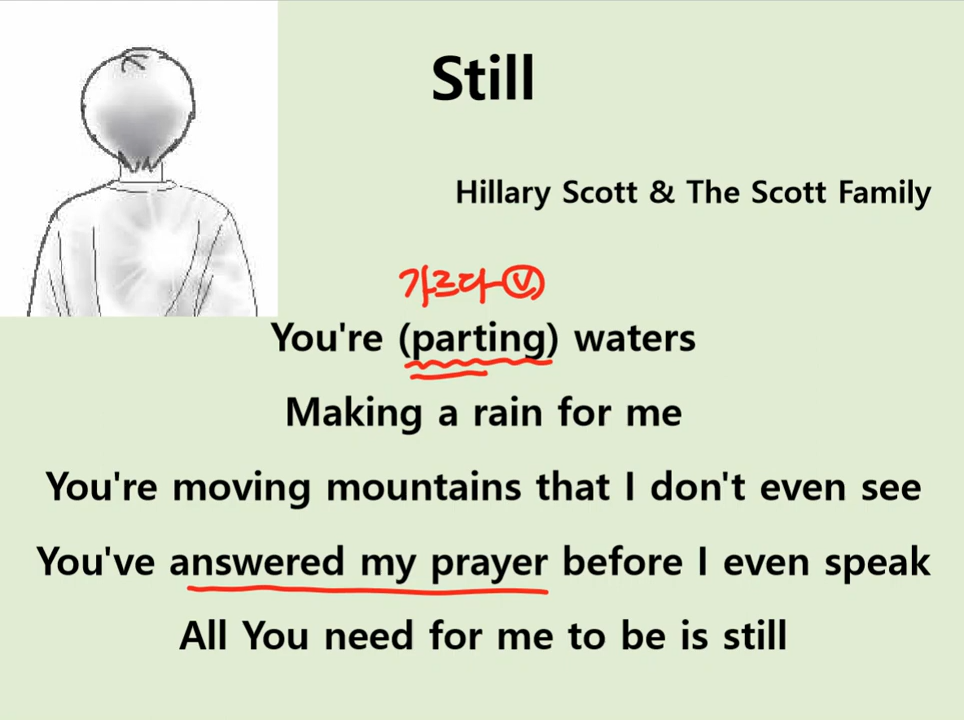 Still
Hillary Scott & The Scott Family
가르다 ⓥ
You're (parting) waters
Making a rain for me
You're moving mountains that I don't even see
You've answered my prayer before I even speak
All You need for me to be is still